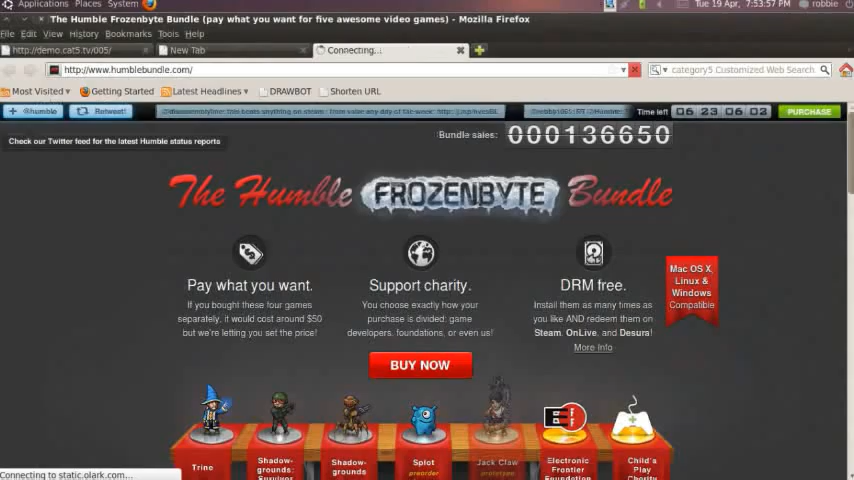 Applications Places System
Tue 19 Apr, 7:53:57 PM
robbie
The Humble Frozenbyte Bundle (pay what you want for five awesome video games) - Mozilla Firefox
File Edit View History Bookmarks Tools Help
http://demo.cat5.tv/005/
New Tab
Connecting...
http://www.humblebundle.com/
category5 Customized Web Search
Most Visited
Getting Started
Latest Headlines
DRAWBOT
Shorten URL
@humble
Retweet!
Time left
06 23 06 02
PURCHASE
Check our Twitter feed for the latest Humble status reports
Bundle sales:
000136650
The Humble FROZENBYTE Bundle
Pay what you want.
If you bought these four games
separately, it would cost around $50
but we're letting you set the price!
Support charity.
You choose exactly how your
purchase is divided: game
developers, foundations, or even us!
DRM free.
Install them as many times as
you like AND redeem them on
Steam, OnLive, and Desura!
More Info
Mac OS X,
Linux &
Windows
Compatible
BUY NOW
Trine
Shadow-
grounds:
Survivor
Shadow-
grounds
Splot
preorder
Jack Claw
prototype
Electronic
Frontier
Foundation
Child's
Play
Charity
Connecting to static.olark.com...